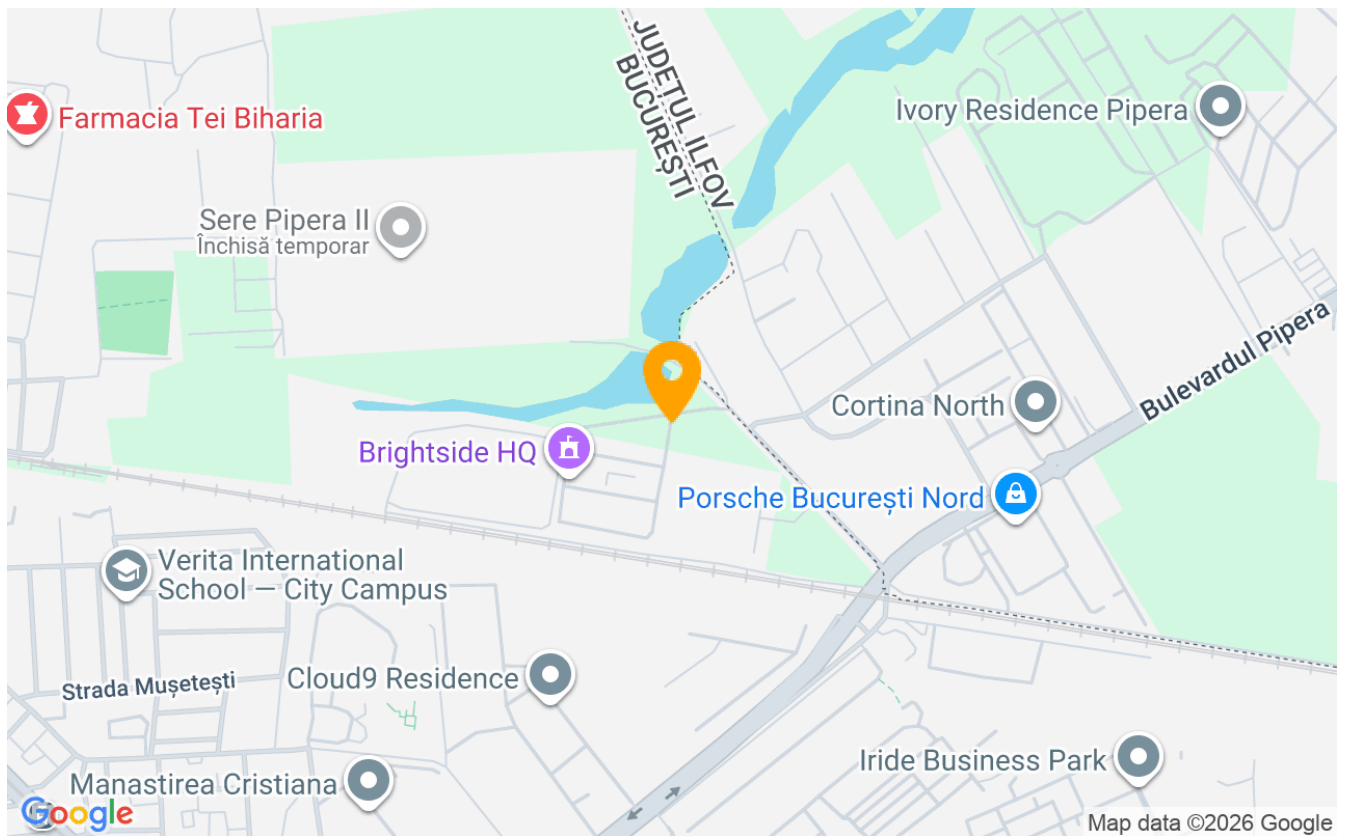 JUDEȚUL ILFOV
BUCUREȘTI
Ivory Residence Pipera
Farmacia Tei Biharia
Sere Pipera II
Închisă temporar
Bulevardul Pipera
Cortina North
Brightside HQ
Porsche București Nord
Verita International
School — City Campus
Cloud9 Residence
Strada Mușetești
Iride Business Park
Manastirea Cristiana
Google
Map data ©2026 Google